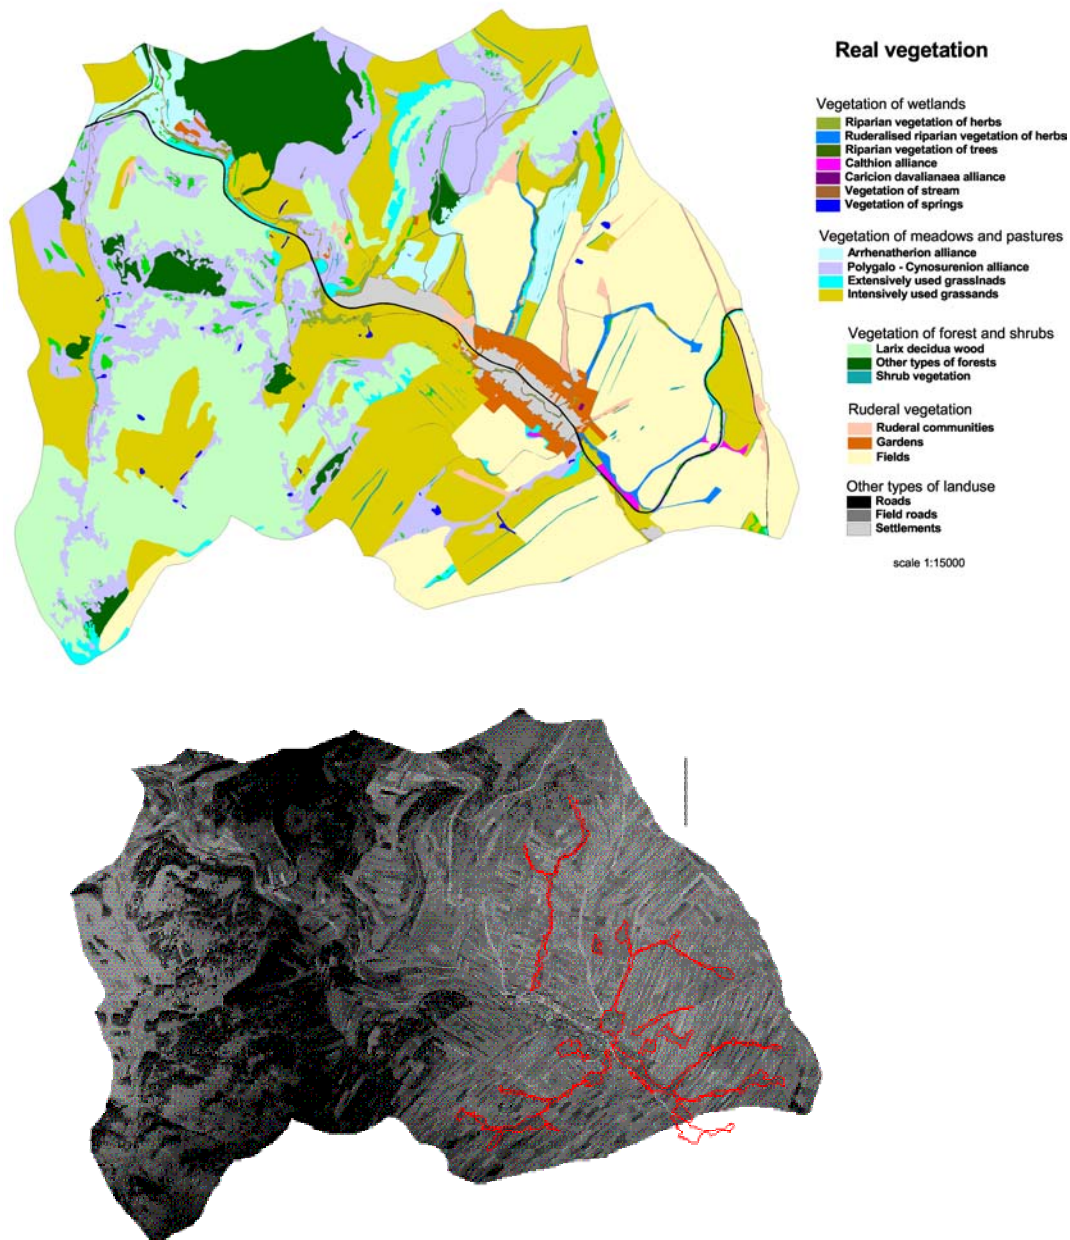 Real vegetation
Vegetation of wetlands
Riparian vegetation of herbs
Ruderalised riparian vegetation of herbs
Riparian vegetation of trees
Calthion alliance
Caricion davalianaea alliance
Vegetation of stream
Vegetation of springs
Vegetation of meadows and pastures
Arrhenatherion alliance
Polygalo - Cynosurenion alliance
Extensively used grasslnads
Intensively used grassands
Vegetation of forest and shrubs
Larix decidua wood
Other types of forests
Shrub vegetation
Ruderal vegetation
Ruderal communities
Gardens
Fields
Other types of landuse
Roads
Field roads
Settlements
scale 1:15000